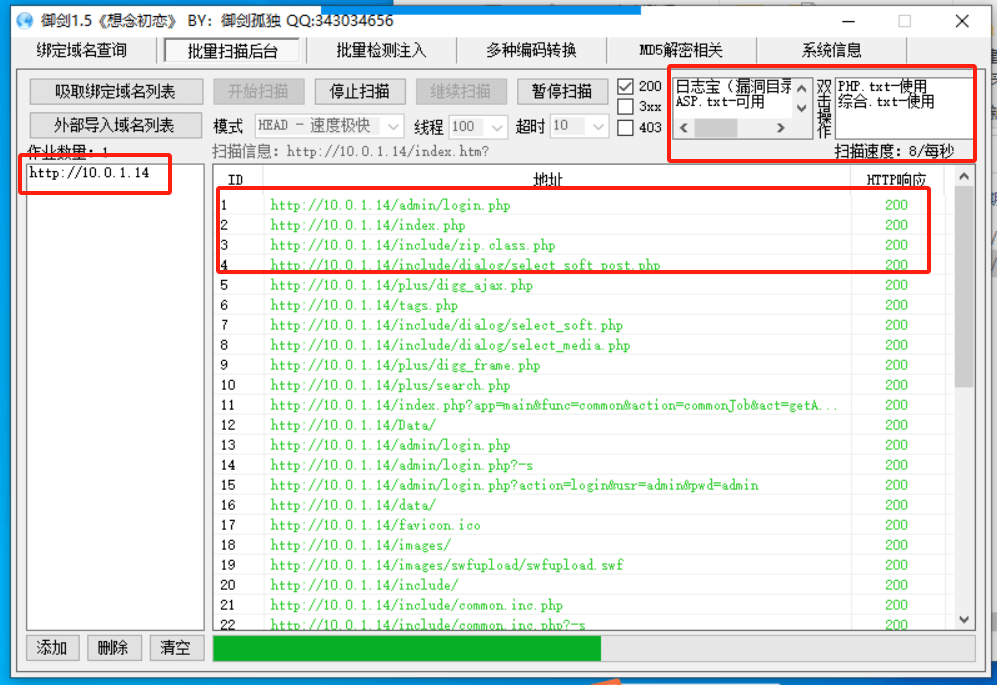 御剑1.5《想念初恋》 BY: 御剑孤独 QQ:343034656
绑定域名查询 批量扫描后台 批量检测注入 多种编码转换 MD5解密相关 系统信息
吸取绑定域名列表 开始扫描 停止扫描 继续扫描 暂停扫描 200
外部导入域名列表 模式 HEAD - 速度极快 线程 100 超时 10 3xx
403
日志宝（漏洞目录
ASP.txt-可用
双击操作
PHP.txt-使用
综合.txt-使用
作业数量: 1 扫描信息: http://10.0.1.14/index.htm? 扫描速度: 8/每秒
http://10.0.1.14
ID 地址 HTTP响应
1 http://10.0.1.14/admin/login.php 200
2 http://10.0.1.14/index.php 200
3 http://10.0.1.14/include/zip.class.php 200
4 http://10.0.1.14/include/dialog/select_soft_post.php 200
5 http://10.0.1.14/plus/digg_ajax.php 200
6 http://10.0.1.14/tags.php 200
7 http://10.0.1.14/include/dialog/select_soft.php 200
8 http://10.0.1.14/include/dialog/select_media.php 200
9 http://10.0.1.14/plus/digg_frame.php 200
10 http://10.0.1.14/plus/search.php 200
11 http://10.0.1.14/index.php?app=main&func=common&action=commonJob&act=getA... 200
12 http://10.0.1.14/Data/ 200
13 http://10.0.1.14/admin/login.php 200
14 http://10.0.1.14/admin/login.php?-s 200
15 http://10.0.1.14/admin/login.php?action=login&usr=admin&pwd=admin 200
16 http://10.0.1.14/data/ 200
17 http://10.0.1.14/favicon.ico 200
18 http://10.0.1.14/images/ 200
19 http://10.0.1.14/images/swfupload/swfupload.swf 200
20 http://10.0.1.14/include/ 200
21 http://10.0.1.14/include/common.inc.php 200
22 http://10.0.1.14/include/common.inc.php?-s 200
添加 删除 清空